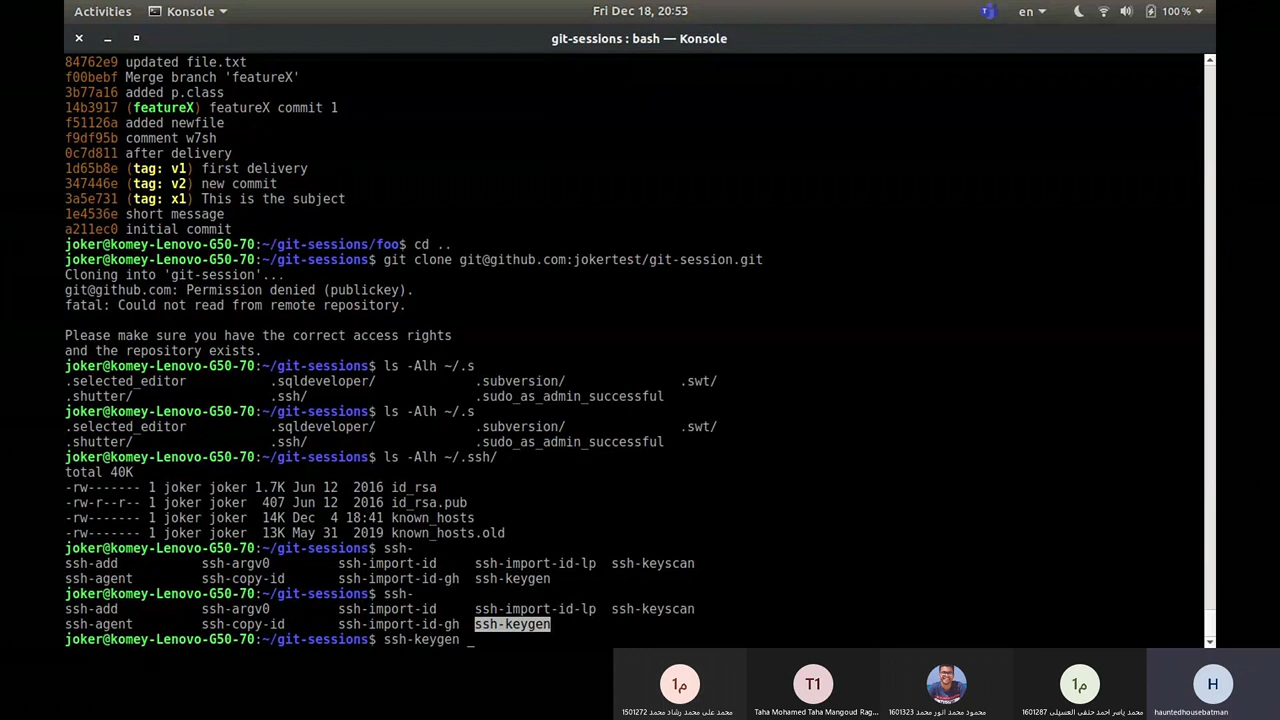 Activities Konsole Fri Dec 18, 20:53 en 100 %
git-sessions : bash — Konsole
84762e9 updated file.txt
f00bebf Merge branch 'featureX'
3b77a16 added p.class
14b3917 (featureX) featureX commit 1
f51126a added newfile
f9df95b comment w7sh
0c7d811 after delivery
1d65b8e (tag: v1) first delivery
347446e (tag: v2) new commit
3a5e731 (tag: x1) This is the subject
1e4536e short message
a211ec0 initial commit
joker@komey-Lenovo-G50-70:~/git-sessions/foo$ cd ..
joker@komey-Lenovo-G50-70:~/git-sessions$ git clone git@github.com:jokertest/git-session.git
Cloning into 'git-session'...
git@github.com: Permission denied (publickey).
fatal: Could not read from remote repository.
Please make sure you have the correct access rights
and the repository exists.
joker@komey-Lenovo-G50-70:~/git-sessions$ ls -Alh ~/.s
.selected_editor .sqldeveloper/ .subversion/ .swt/
.shutter/ .ssh/ .sudo_as_admin_successful
joker@komey-Lenovo-G50-70:~/git-sessions$ ls -Alh ~/.s
.selected_editor .sqldeveloper/ .subversion/ .swt/
.shutter/ .ssh/ .sudo_as_admin_successful
joker@komey-Lenovo-G50-70:~/git-sessions$ ls -Alh ~/.ssh/
total 40K
-rw------- 1 joker joker 1.7K Jun 12 2016 id_rsa
-rw-r--r-- 1 joker joker 407 Jun 12 2016 id_rsa.pub
-rw------- 1 joker joker 14K Dec 4 18:41 known_hosts
-rw------- 1 joker joker 13K May 31 2019 known_hosts.old
joker@komey-Lenovo-G50-70:~/git-sessions$ ssh-
ssh-add ssh-argv0 ssh-import-id ssh-import-id-lp ssh-keyscan
ssh-agent ssh-copy-id ssh-import-id-gh ssh-keygen
joker@komey-Lenovo-G50-70:~/git-sessions$ ssh-
ssh-add ssh-argv0 ssh-import-id ssh-import-id-lp ssh-keyscan
ssh-agent ssh-copy-id ssh-import-id-gh ssh-keygen
joker@komey-Lenovo-G50-70:~/git-sessions$ ssh-keygen _
م1 T1 م1 H
محمد على محمد رشاد محمد 1501272 Taha Mohamed Taha Mangoud Rag... محمود محمد انور محمد 1601323 محمد ياسر احمد حنفى العسيلى 1601287 hauntedhousebatman